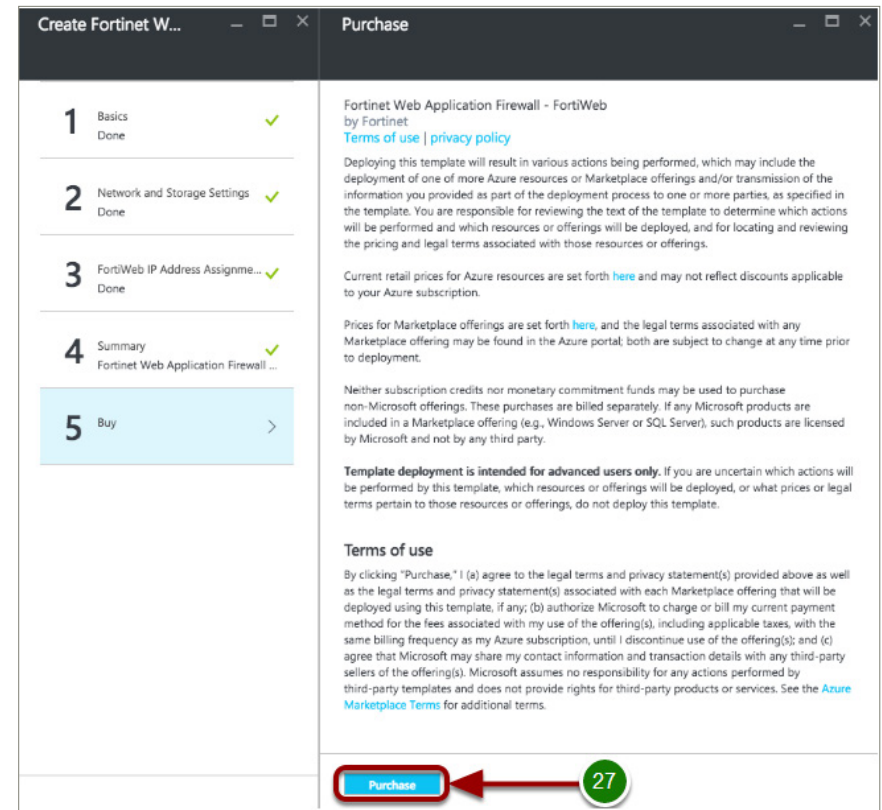 Create Fortinet W...
1
Basics
Done
2
Network and Storage Settings
Done
3
FortiWeb IP Address Assignme...
Done
4
Summary
Fortinet Web Application Firewall ...
5
Buy
Purchase
Fortinet Web Application Firewall - FortiWeb
by Fortinet
Terms of use | privacy policy
Deploying this template will result in various actions being performed, which may include the
deployment of one of more Azure resources or Marketplace offerings and/or transmission of the
information you provided as part of the deployment process to one or more parties, as specified in
the template. You are responsible for reviewing the text of the template to determine which actions
will be performed and which resources or offerings will be deployed, and for locating and reviewing
the pricing and legal terms associated with those resources or offerings.
Current retail prices for Azure resources are set forth here and may not reflect discounts applicable
to your Azure subscription.
Prices for Marketplace offerings are set forth here, and the legal terms associated with any
Marketplace offering may be found in the Azure portal; both are subject to change at any time prior
to deployment.
Neither subscription credits nor monetary commitment funds may be used to purchase
non-Microsoft offerings. These purchases are billed separately. If any Microsoft products are
included in a Marketplace offering (e.g., Windows Server or SQL Server), such products are licensed
by Microsoft and not by any third party.
Template deployment is intended for advanced users only. If you are uncertain which actions will
be performed by this template, which resources or offerings will be deployed, or what prices or legal
terms pertain to those resources or offerings, do not deploy this template.
Terms of use
By clicking "Purchase," I (a) agree to the legal terms and privacy statement(s) provided above as well
as the legal terms and privacy statement(s) associated with each Marketplace offering that will be
deployed using this template, if any; (b) authorize Microsoft to charge or bill my current payment
method for the fees associated with my use of the offering(s), including applicable taxes, with the
same billing frequency as my Azure subscription, until I discontinue use of the offering(s); and (c)
agree that Microsoft may share my contact information and transaction details with any third-party
sellers of the offering(s). Microsoft assumes no responsibility for any actions performed by
third-party templates and does not provide rights for third-party products or services. See the Azure
Marketplace Terms for additional terms.
Purchase
27